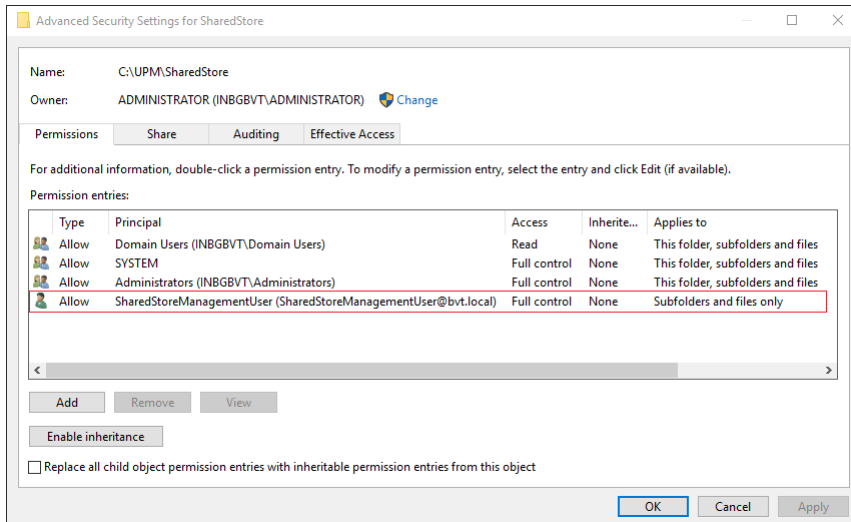 Advanced Security Settings for SharedStore
Name: C:\UPM\SharedStore
Owner: ADMINISTRATOR (INBGBVT\ADMINISTRATOR) Change
Permissions Share Auditing Effective Access
For additional information, double-click a permission entry. To modify a permission entry, select the entry and click Edit (if available).
Permission entries:
Type Principal Access Inherite... Applies to
Allow Domain Users (INBGBVT\Domain Users) Read None This folder, subfolders and files
Allow SYSTEM Full control None This folder, subfolders and files
Allow Administrators (INBGBVT\Administrators) Full control None This folder, subfolders and files
Allow SharedStoreManagementUser (SharedStoreManagementUser@bvt.local) Full control None Subfolders and files only
Add Remove View
Enable inheritance
Replace all child object permission entries with inheritable permission entries from this object
OK Cancel Apply